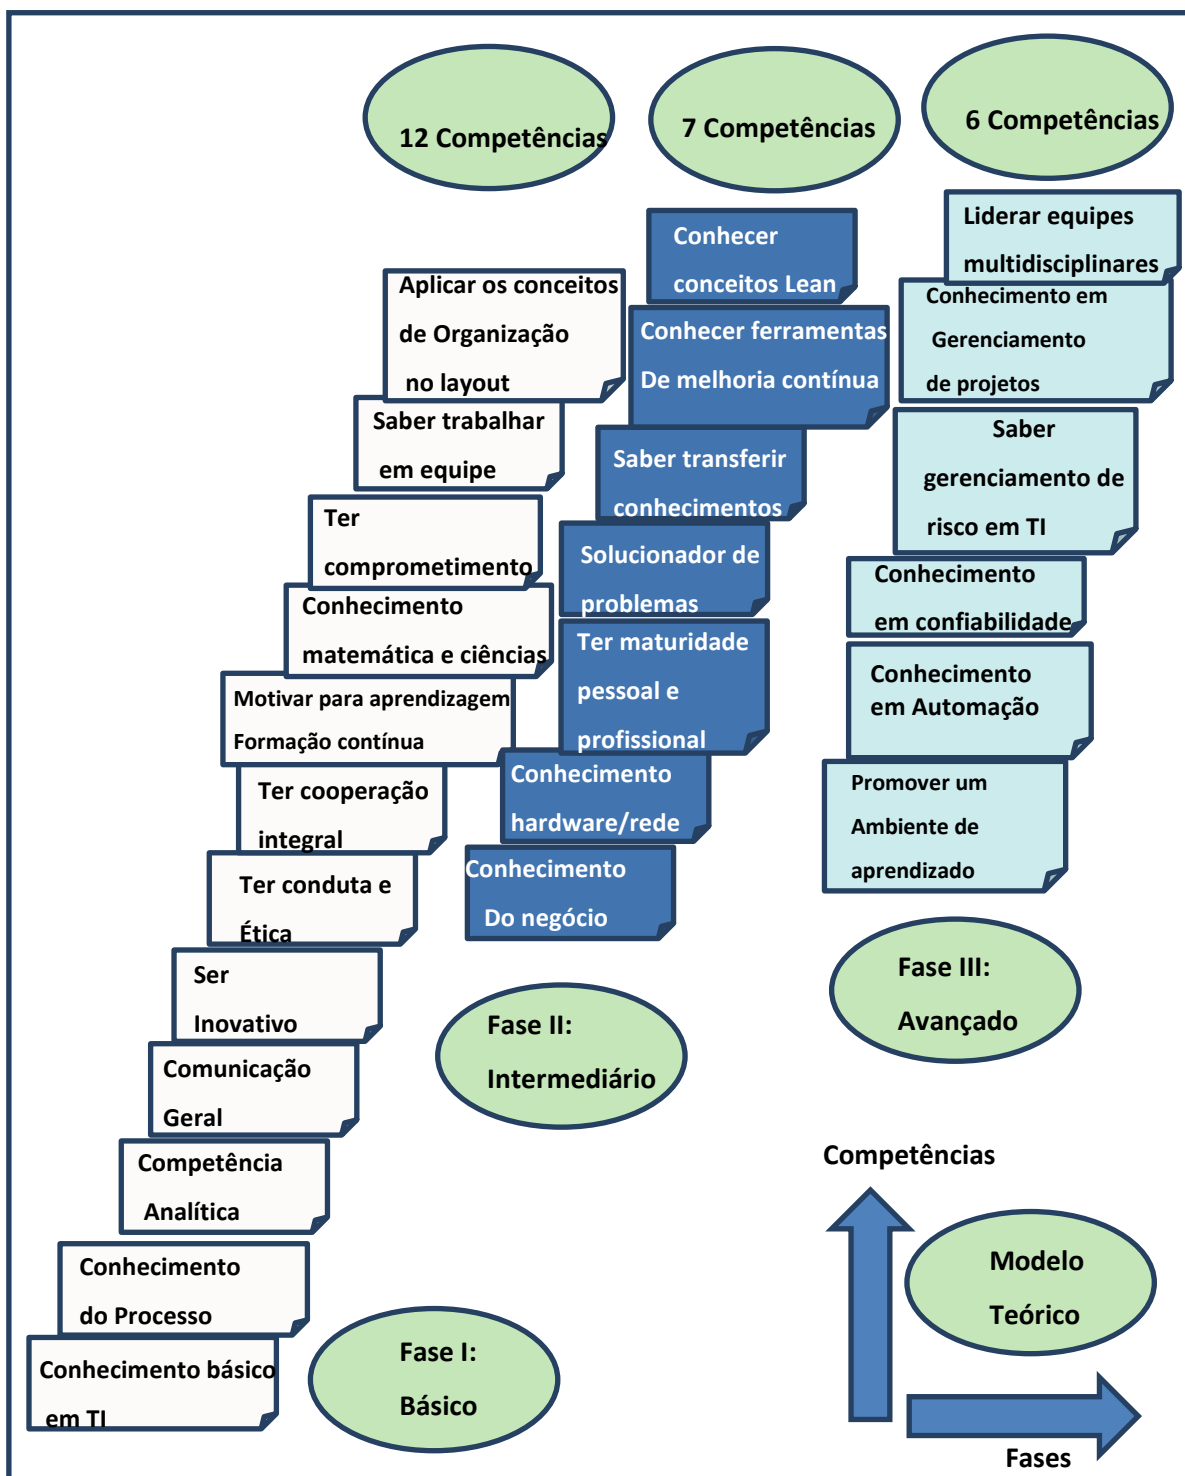 12 Competências
7 Competências
6 Competências
Aplicar os conceitos
de Organização
no layout
Saber trabalhar
em equipe
Ter
comprometimento
Conhecimento
matemática e ciências
Motivar para aprendizagem
Formação contínua
Ter cooperação
integral
Ter conduta e
Ética
Ser
Inovativo
Comunicação
Geral
Competência
Analítica
Conhecimento
do Processo
Conhecimento básico
em TI
Fase I:
Básico
Conhecer
conceitos Lean
Conhecer ferramentas
De melhoria contínua
Saber transferir
conhecimentos
Solucionador de
problemas
Ter maturidade
pessoal e
profissional
Conhecimento
hardware/rede
Conhecimento
Do negócio
Fase II:
Intermediário
Liderar equipes
multidisciplinares
Conhecimento em
Gerenciamento
de projetos
Saber
gerenciamento de
risco em TI
Conhecimento
em confiabilidade
Conhecimento
em Automação
Promover um
Ambiente de
aprendizado
Fase III:
Avançado
Competências
Modelo
Teórico
Fases